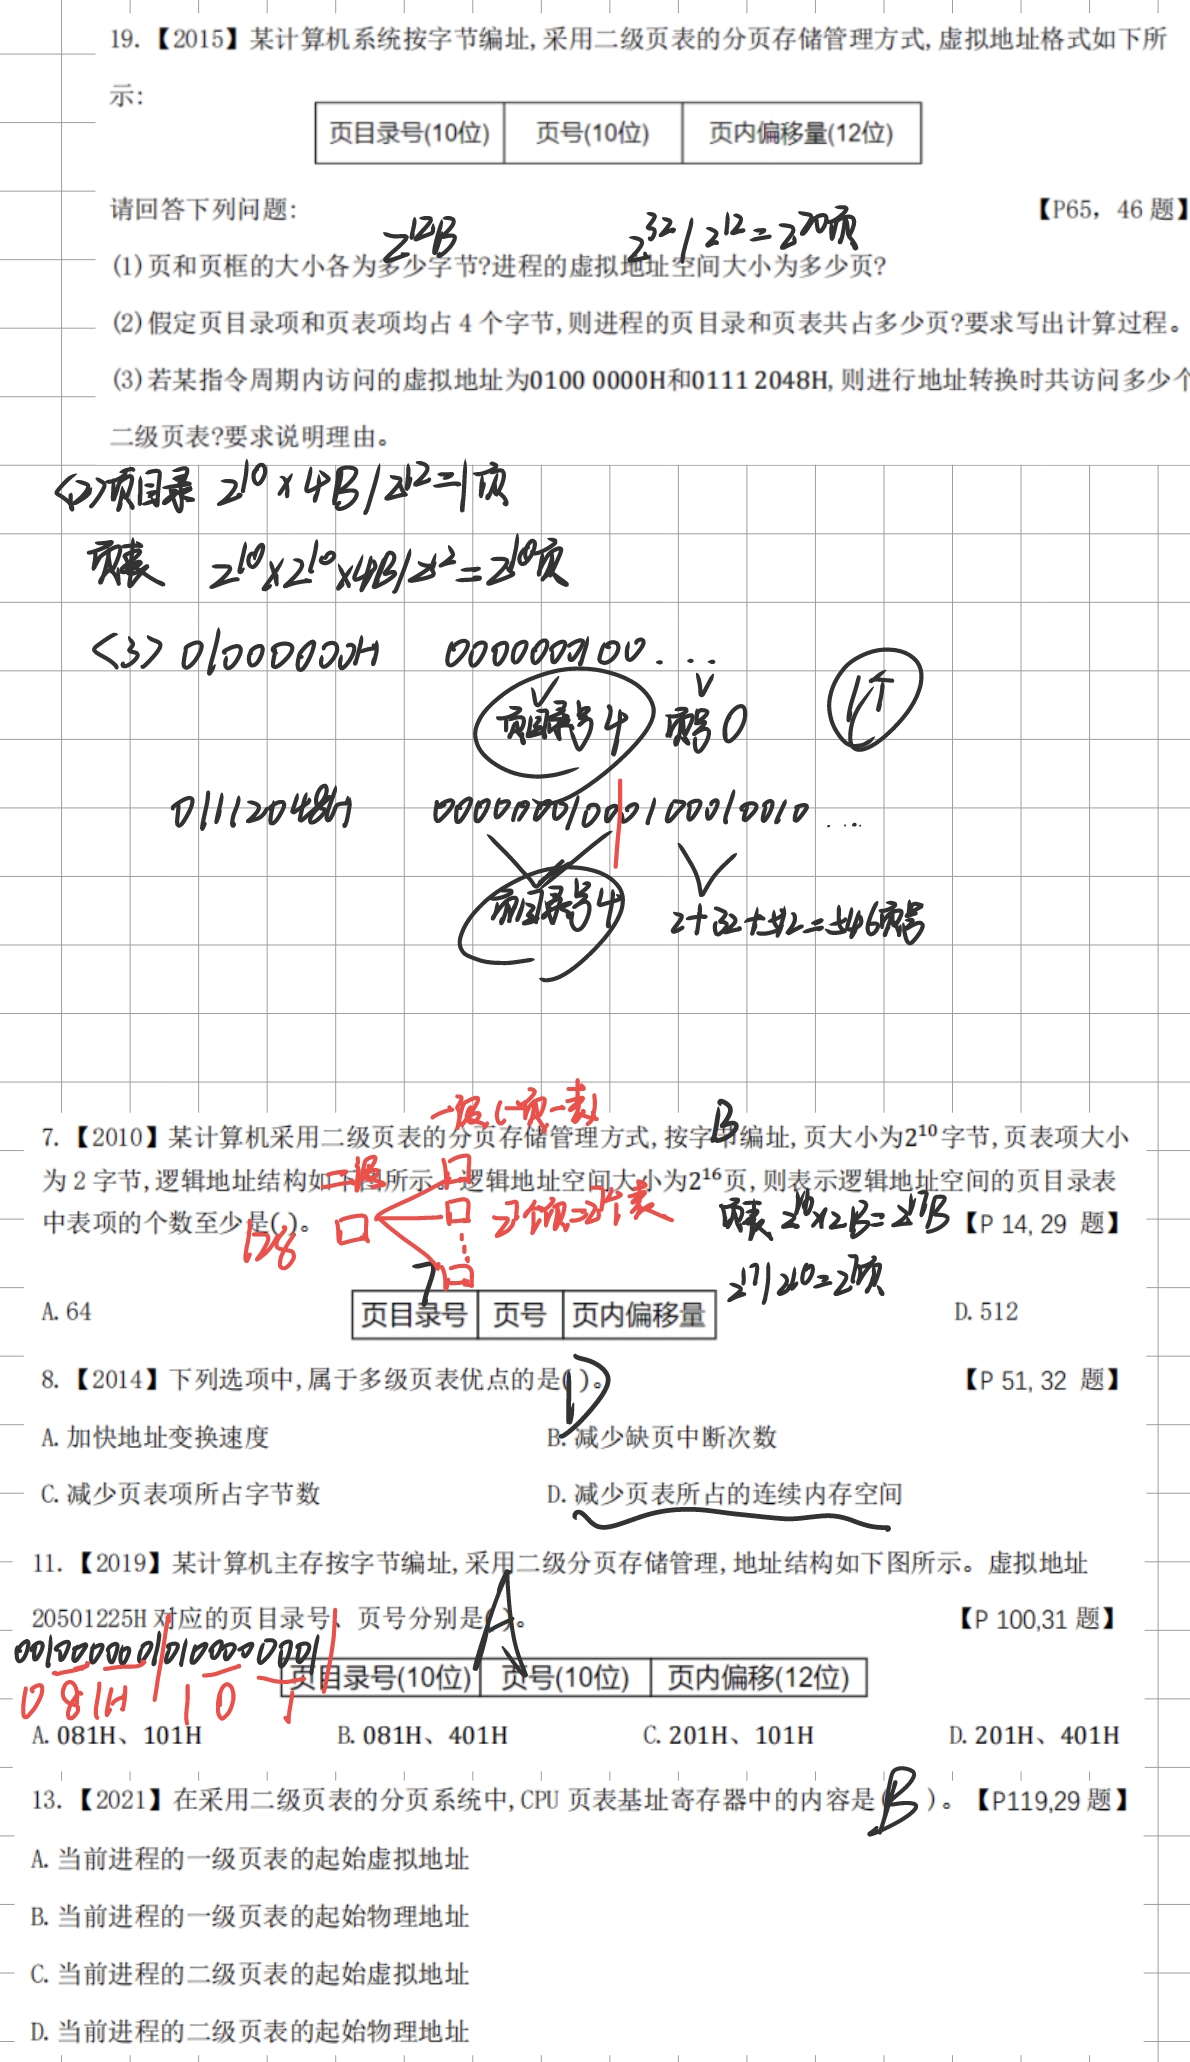 19.【2015】某计算机系统按字节编址,采用二级页表的分页存储管理方式,虚拟地址格式如下所
示:
页目录号(10位) 页号(10位) 页内偏移量(12位)
请回答下列问题: 【P65，46 题】
2^12B 2^32/2^12=2^20页
(1)页和页框的大小各为多少字节?进程的虚拟地址空间大小为多少页?
(2)假定页目录项和页表项均占 4 个字节,则进程的页目录和页表共占多少页?要求写出计算过程。
(3)若某指令周期内访问的虚拟地址为0100 0000H和0111 2048H,则进行地址转换时共访问多少个
二级页表?要求说明理由。
<2>页目录 2^10×4B/2^12=1页
页表 2^10×2^10×4B/2^12=2^10页
<3> 01000000H 0000000100...
页目录号4 页号0 1个
01112048H 00000001000100010010...
页目录号4 2+32+512=546页号
一级(一页一表)
7.【2010】某计算机采用二级页表的分页存储管理方式,按字节编址,页大小为2^10字节,页表项大小
B
为 2 字节,逻辑地址结构如下图所示。逻辑地址空间大小为2^16页,则表示逻辑地址空间的页目录表
二级
中表项的个数至少是( )。 【P 14, 29 题】
128 2^7个页=2^7个表 页表 2^16×2B=2^17B
2^17/2^10=2^7页
7
A.64 页目录号 页号 页内偏移量 D.512
8.【2014】下列选项中,属于多级页表优点的是( )。 【P 51, 32 题】
D
A.加快地址变换速度 B.减少缺页中断次数
C.减少页表项所占字节数 D.减少页表所占的连续内存空间
11.【2019】某计算机主存按字节编址,采用二级分页存储管理,地址结构如下图所示。虚拟地址
20501225H 对应的页目录号、页号分别是( )。 【P 100,31 题】
A
00100000010100000001
页目录号(10位) 页号(10位) 页内偏移(12位)
0 8 1H 1 0 1
A.081H、101H B.081H、401H C.201H、101H D.201H、401H
13.【2021】在采用二级页表的分页系统中,CPU 页表基址寄存器中的内容是( B )。 【P119,29 题】
A.当前进程的一级页表的起始虚拟地址
B.当前进程的一级页表的起始物理地址
C.当前进程的二级页表的起始虚拟地址
D.当前进程的二级页表的起始物理地址